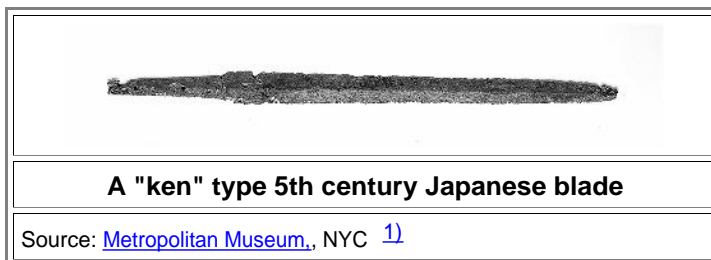 A "ken" type 5th century Japanese blade
Source: Metropolitan Museum,, NYC 1)